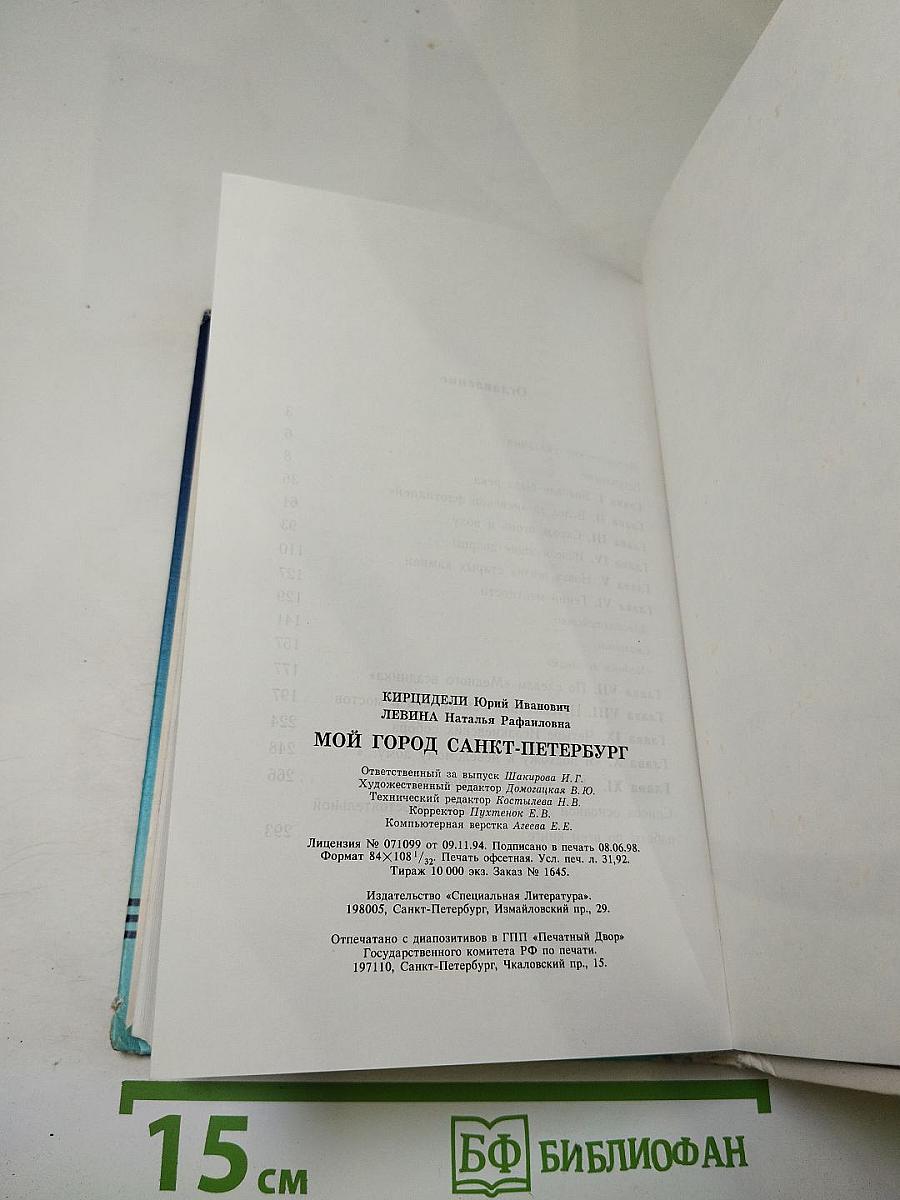 КИРЦИДЕЛИ Юрий Иванович
ЛЕВИНА Наталья Рафаиловна
МОЙ ГОРОД САНКТ-ПЕТЕРБУРГ
Ответственный за выпуск Шакирова И. Г.
Художественный редактор Домогацкая В. Ю.
Технический редактор Костылева Н. В.
Корректор Пухтенок Е. В.
Компьютерная верстка Агеева Е. Е.
Лицензия № 071099 от 09.11.94. Подписано в печать 08.06.98.
Формат 84×108 1/32. Печать офсетная. Усл. печ. л. 31,92.
Тираж 10 000 экз. Заказ № 1645.
Издательство «Специальная Литература».
198005, Санкт-Петербург, Измайловский пр., 29.
Отпечатано с диапозитивов в ГПП «Печатный Двор»
Государственного комитета РФ по печати.
197110, Санкт-Петербург, Чкаловский пр., 15.
15 см
БФ БИБЛИОФАН